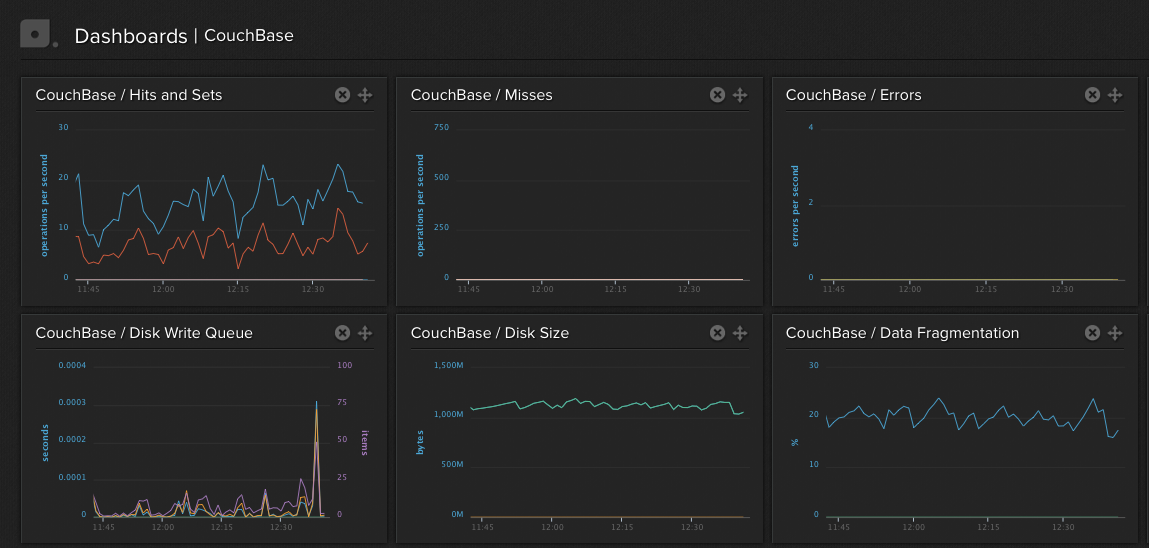 Dashboards | CouchBase
CouchBase / Hits and Sets
30
20
10
0
operations per second
11:45 12:00 12:15 12:30
CouchBase / Misses
750
500
250
0
operations per second
11:45 12:00 12:15 12:30
CouchBase / Errors
4
2
0
errors per second
11:45 12:00 12:15 12:30
CouchBase / Disk Write Queue
0.0004
0.0003
0.0002
0.0001
0
seconds
100
75
50
25
0
items
11:45 12:00 12:15 12:30
CouchBase / Disk Size
1,500M
1,000M
500M
0M
bytes
11:45 12:00 12:15 12:30
CouchBase / Data Fragmentation
30
20
10
0
%
11:45 12:00 12:15 12:30